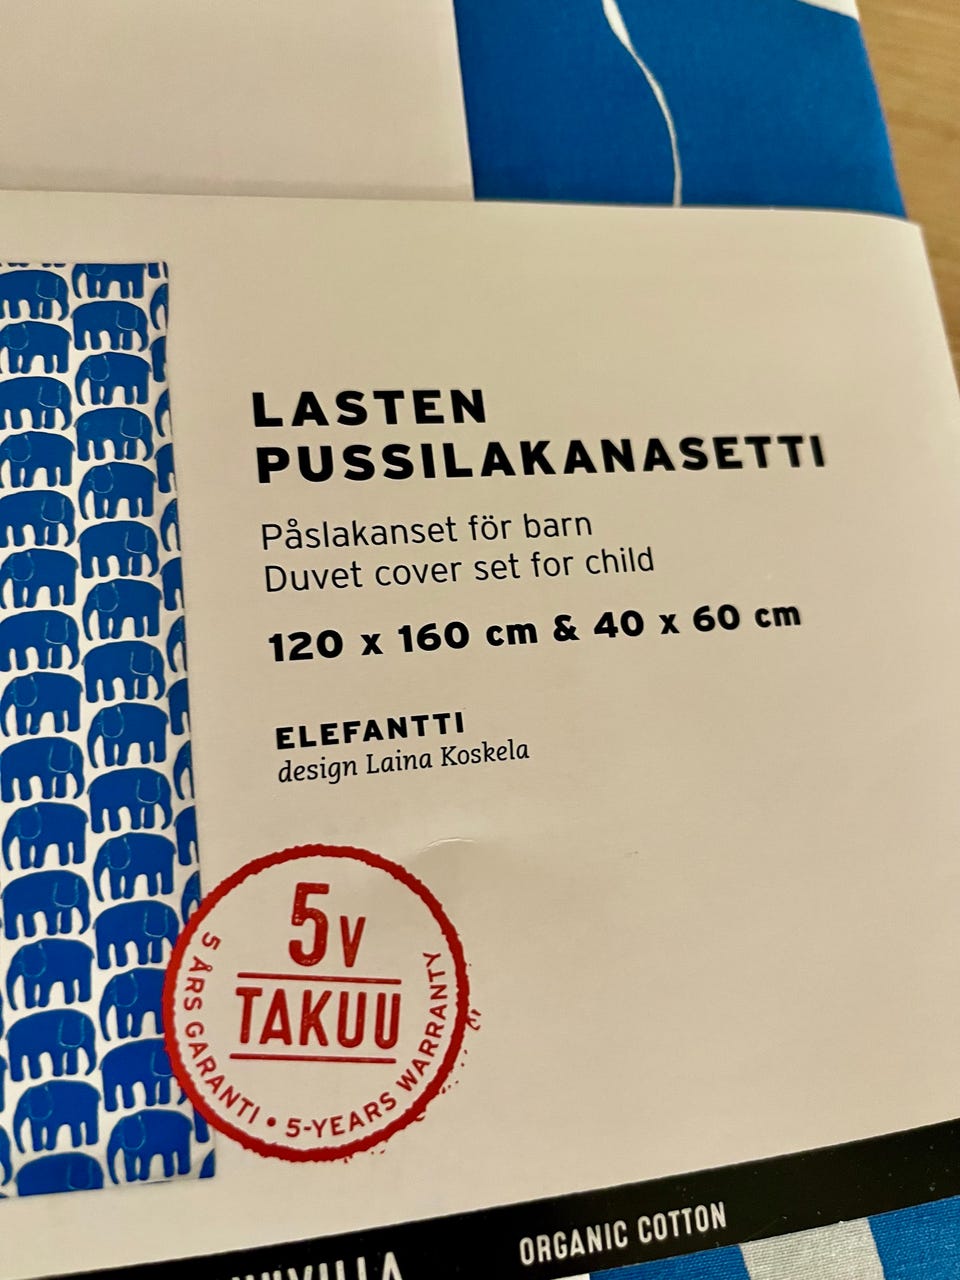 LASTEN
PUSSILAKANASETTI
Påslakanset för barn
Duvet cover set for child
120 x 160 cm & 40 x 60 cm
ELEFANTTI
design Laina Koskela
5v
TAKUU
5 ÅRS GARANTI • 5-YEARS WARRANTY
ORGANIC COTTON